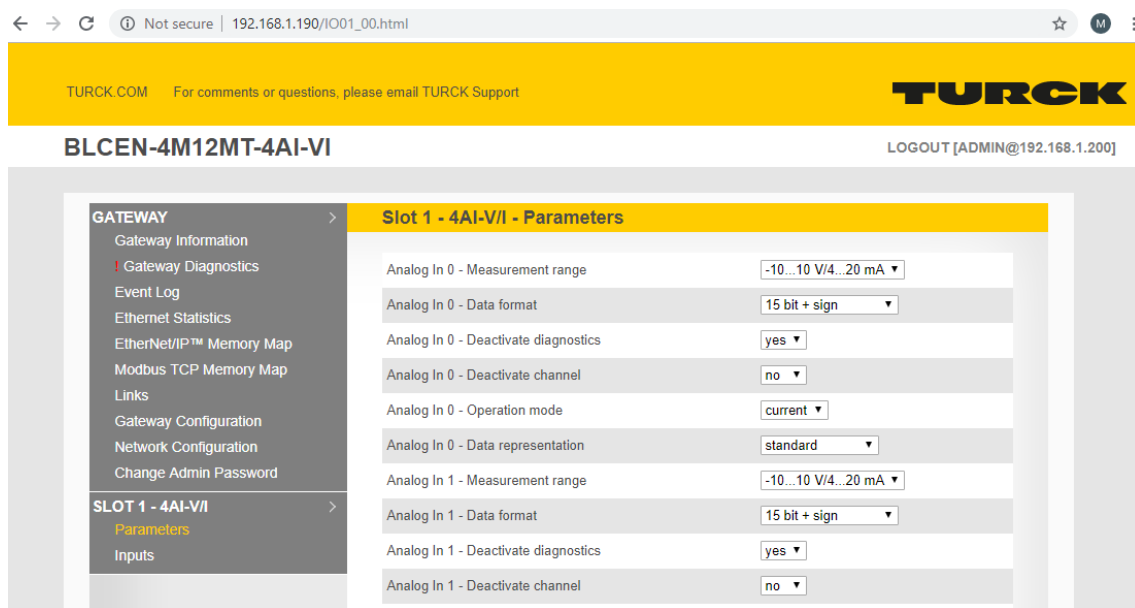 Not secure | 192.168.1.190/IO01_00.html
M
TURCK.COM For comments or questions, please email TURCK Support
TURCK
BLCEN-4M12MT-4AI-VI
LOGOUT [ADMIN@192.168.1.200]
GATEWAY
Gateway Information
! Gateway Diagnostics
Event Log
Ethernet Statistics
EtherNet/IP™ Memory Map
Modbus TCP Memory Map
Links
Gateway Configuration
Network Configuration
Change Admin Password
SLOT 1 - 4AI-V/I
Parameters
Inputs
Slot 1 - 4AI-V/I - Parameters
Analog In 0 - Measurement range -10...10 V/4...20 mA
Analog In 0 - Data format 15 bit + sign
Analog In 0 - Deactivate diagnostics yes
Analog In 0 - Deactivate channel no
Analog In 0 - Operation mode current
Analog In 0 - Data representation standard
Analog In 1 - Measurement range -10...10 V/4...20 mA
Analog In 1 - Data format 15 bit + sign
Analog In 1 - Deactivate diagnostics yes
Analog In 1 - Deactivate channel no